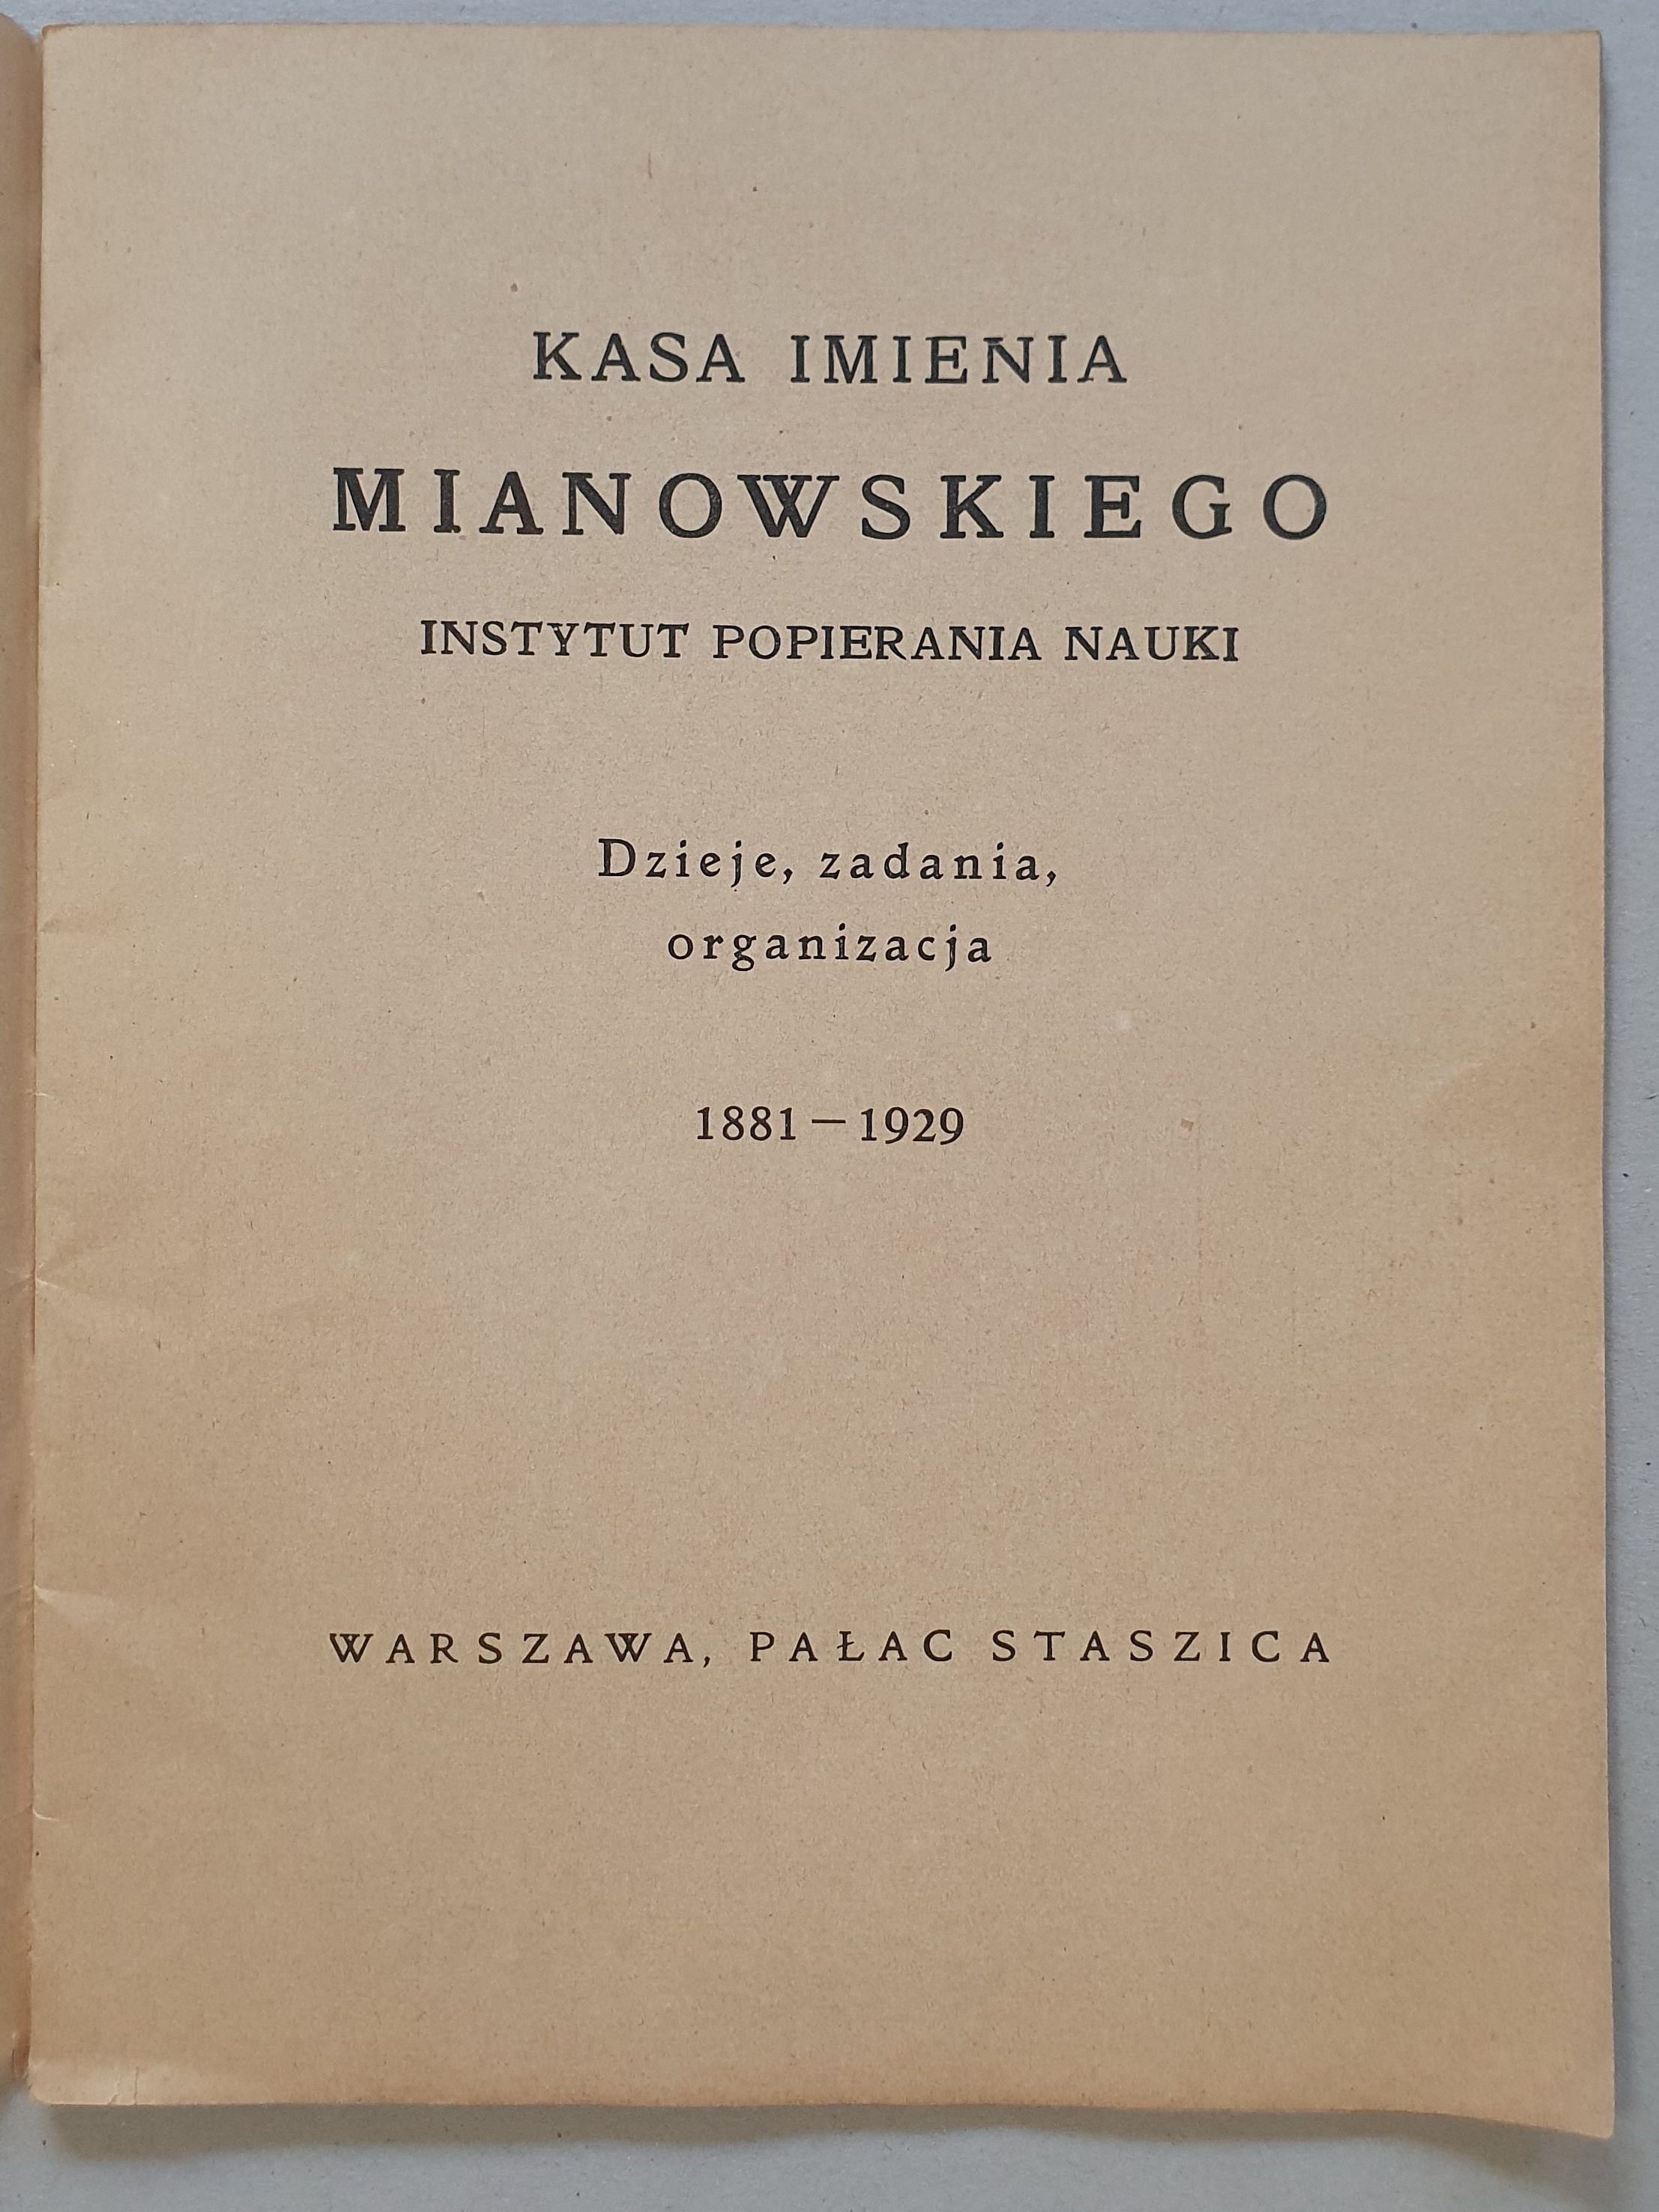 KASA IMIENIA
MIANOWSKIEGO
INSTYTUT POPIERANIA NAUKI
Dzieje, zadania,
organizacja
1881 — 1929
WARSZAWA, PAŁAC STASZICA